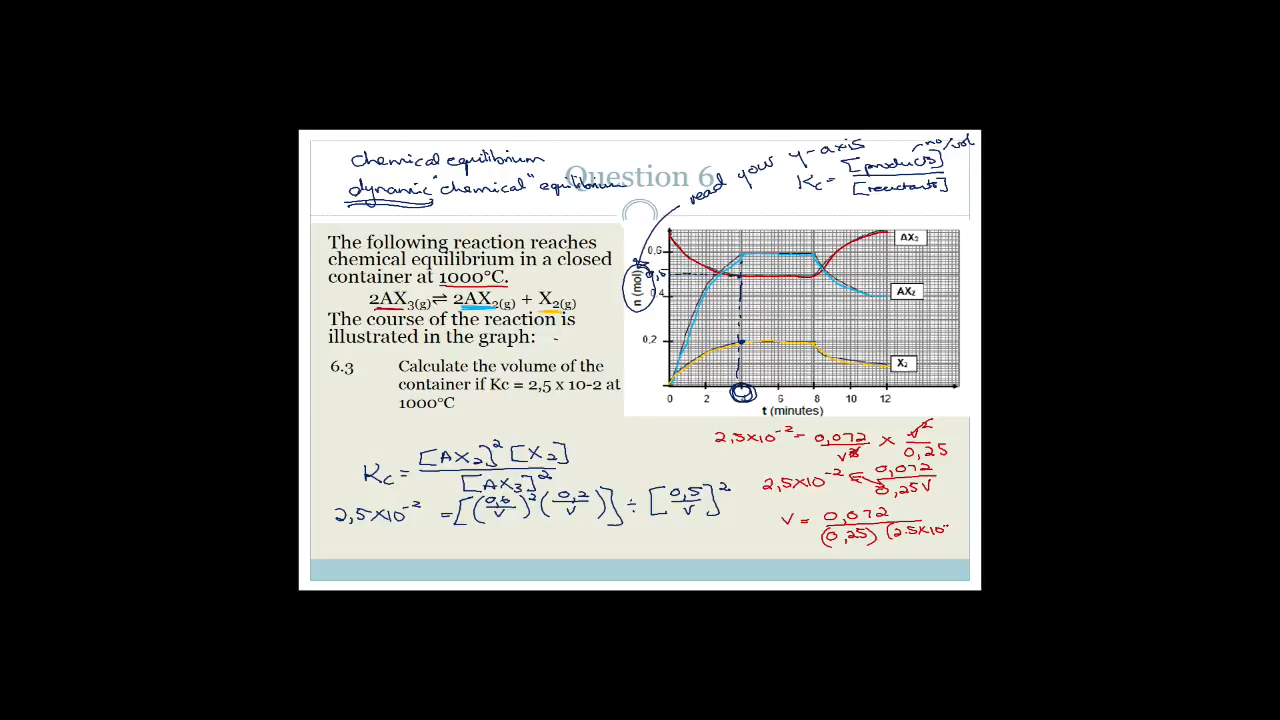 chemical equilibrium
dynamic "chemical" equilibrium
Question 6
read your y-axis
Kc = [products] / [reactants]
no/vol
The following reaction reaches
chemical equilibrium in a closed
container at 1000°C.
2AX3(g) ⇌ 2AX2(g) + X2(g)
The course of the reaction is
illustrated in the graph:
6.3 Calculate the volume of the
container if Kc = 2,5 x 10-2 at
1000°C
n (mol)
0,6
0,5
0,4
0,2
AX3
AX2
X2
0 2 4 6 8 10 12
t (minutes)
Kc = [AX2]² [X2] / [AX3]²
2,5×10⁻² = [(0,6/V)² (0,2/V)] ÷ [0,5/V]²
2,5×10⁻² = 0,072/V³ × V²/0,25
2,5×10⁻² = 0,072/0,25V
V = 0,072 / (0,25) (2.5×10⁻